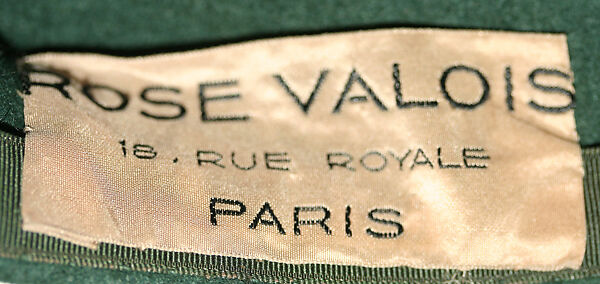 ROSE VALOIS
18. RUE ROYALE
PARIS